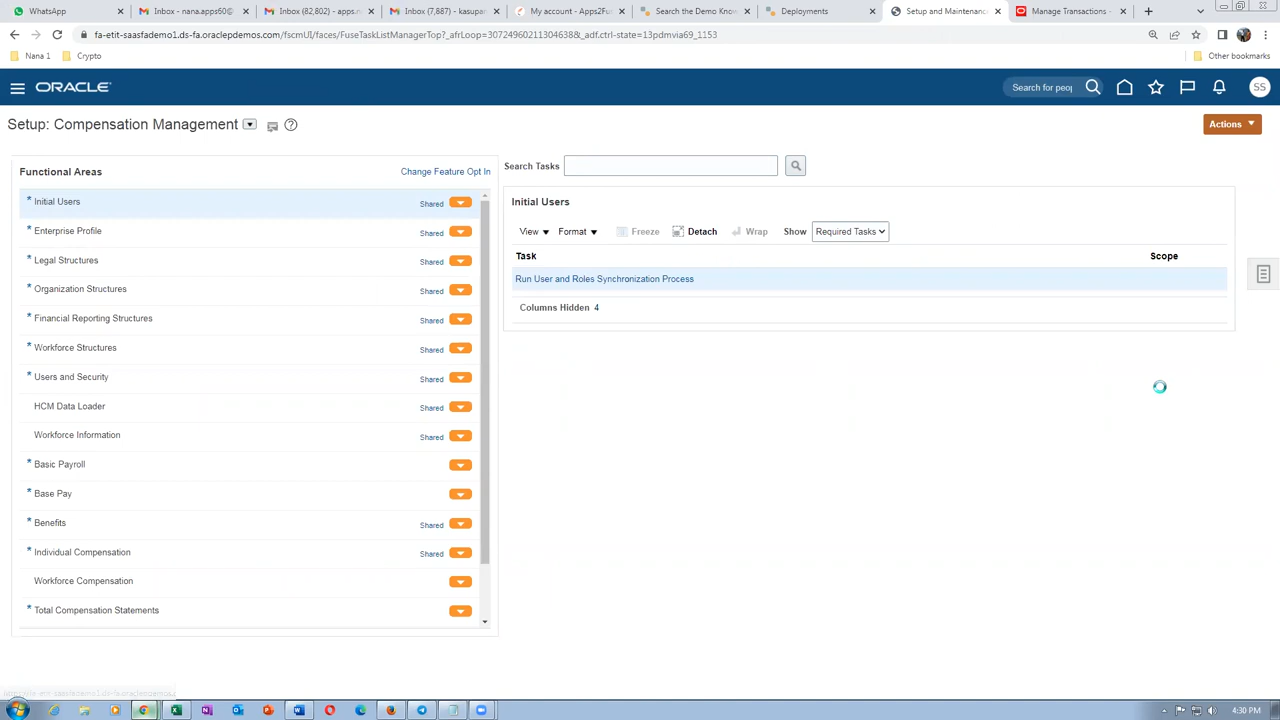 WhatsApp
Inbox - nana.apps50@
Inbox (82,802) - apps.n
Inbox (7,887) - kasupan
My account - Apps2Fu
Search the Demo Know
Deployments
Setup and Maintenanc
Manage Transactions -
fa-etit-saasfademo1.ds-fa.oraclepdemos.com/fscmUI/faces/FuseTaskListManagerTop?_afrLoop=30724960211304638&_adf.ctrl-state=13pdmvia69_1153
Nana 1
Crypto
Other bookmarks
ORACLE
Search for peop
SS
Setup: Compensation Management
Actions
Functional Areas
Change Feature Opt In
Search Tasks
Initial Users
Shared
Enterprise Profile
Shared
Legal Structures
Shared
Organization Structures
Shared
Financial Reporting Structures
Shared
Workforce Structures
Shared
Users and Security
Shared
HCM Data Loader
Shared
Workforce Information
Shared
Basic Payroll
Base Pay
Benefits
Shared
Individual Compensation
Shared
Workforce Compensation
Total Compensation Statements
Initial Users
View
Format
Freeze
Detach
Wrap
Show
Required Tasks
Task
Scope
Run User and Roles Synchronization Process
Columns Hidden 4
4:30 PM